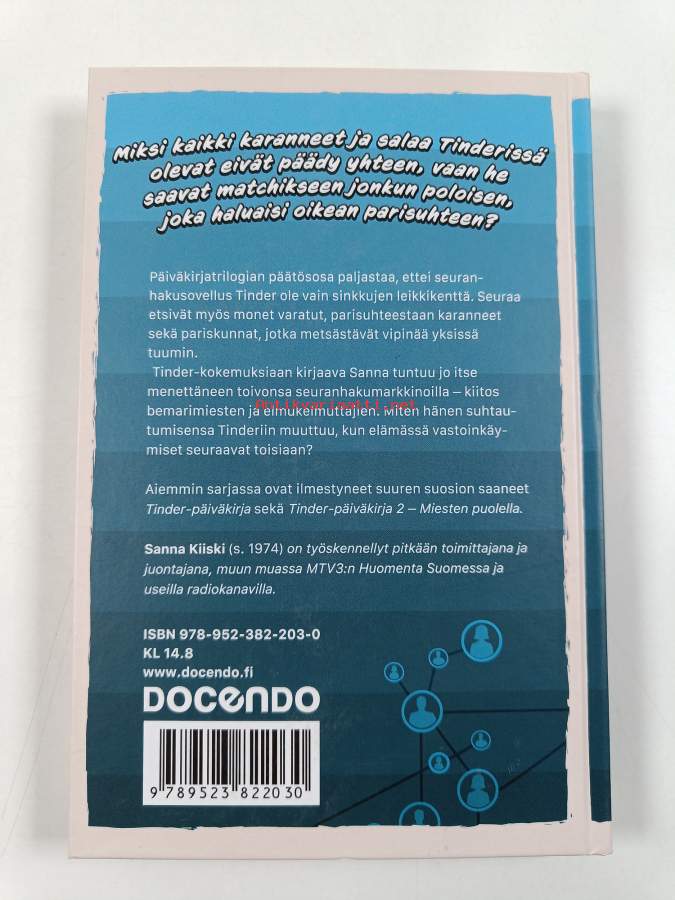 Miksi kaikki karanneet ja salaa Tinderissä
olevat eivät päädy yhteen, vaan he
saavat matchikseen jonkun poloisen,
joka haluaisi oikean parisuhteen?
Päiväkirjatrilogian päätösosa paljastaa, ettei seuran-
hakusovellus Tinder ole vain sinkkujen leikkikenttä. Seuraa
etsivät myös monet varatut, parisuhteestaan karanneet
sekä pariskunnat, jotka metsästävät vipinää yksissä
tuumin.
Tinder-kokemuksiaan kirjaava Sanna tuntuu jo itse
menettäneen toivonsa seuranhakumarkkinoilla – kiitos
Antikvariaatti.net
bemarimiesten ja elinukelmuttajien. Miten hänen suhtau-
tumisensa Tinderiin muuttuu, kun elämässä vastoinkäy-
miset seuraavat toisiaan?
Aiemmin sarjassa ovat ilmestyneet suuren suosion saaneet
Tinder-päiväkirja sekä Tinder-päiväkirja 2 – Miesten puolella.
Sanna Kiiski (s. 1974) on työskennellyt pitkään toimittajana ja
juontajana, muun muassa MTV3:n Huomenta Suomessa ja
useilla radiokanavilla.
ISBN 978-952-382-203-0
KL 14.8
www.docendo.fi
DOCENDO
9 789523 822030